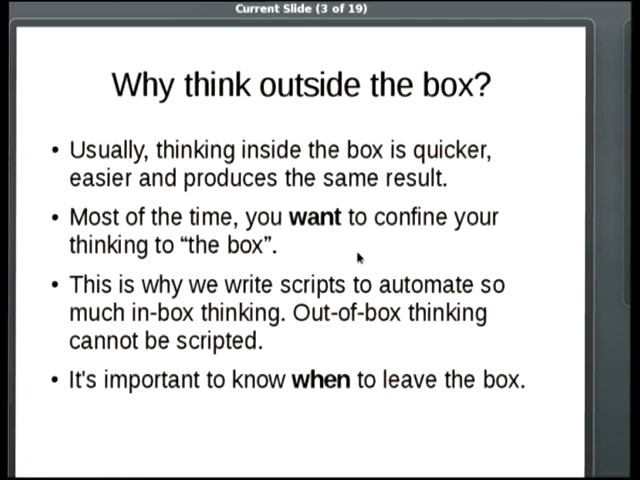 Current Slide (3 of 19)
Why think outside the box?
• Usually, thinking inside the box is quicker,
easier and produces the same result.
• Most of the time, you want to confine your
thinking to “the box”.
• This is why we write scripts to automate so
much in-box thinking. Out-of-box thinking
cannot be scripted.
• It's important to know when to leave the box.